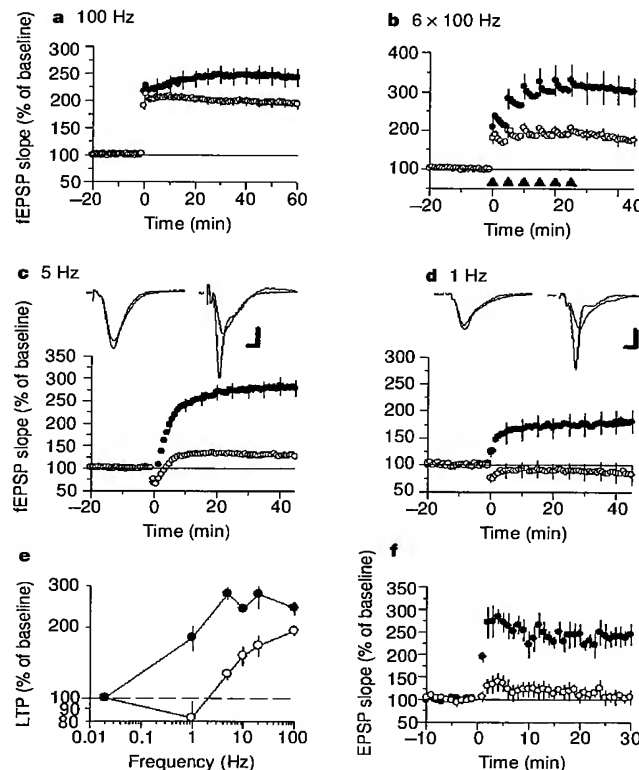 a 100 Hz
fEPSP slope (% of baseline)
300
250
200
150
100
50
-20 0 20 40 60
Time (min)
b 6 × 100 Hz
400
300
200
100
-20 0 20 40
Time (min)
c 5 Hz
fEPSP slope (% of baseline)
350
300
250
200
150
100
50
-20 0 20 40
Time (min)
d 1 Hz
300
250
200
150
100
50
-20 0 20 40
Time (min)
e
LTP (% of baseline)
300
200
100
90
80
0.01 0.1 1 10 100
Frequency (Hz)
f
EPSP slope (% of baseline)
350
300
250
200
150
100
50
-10 0 10 20 30
Time (min)